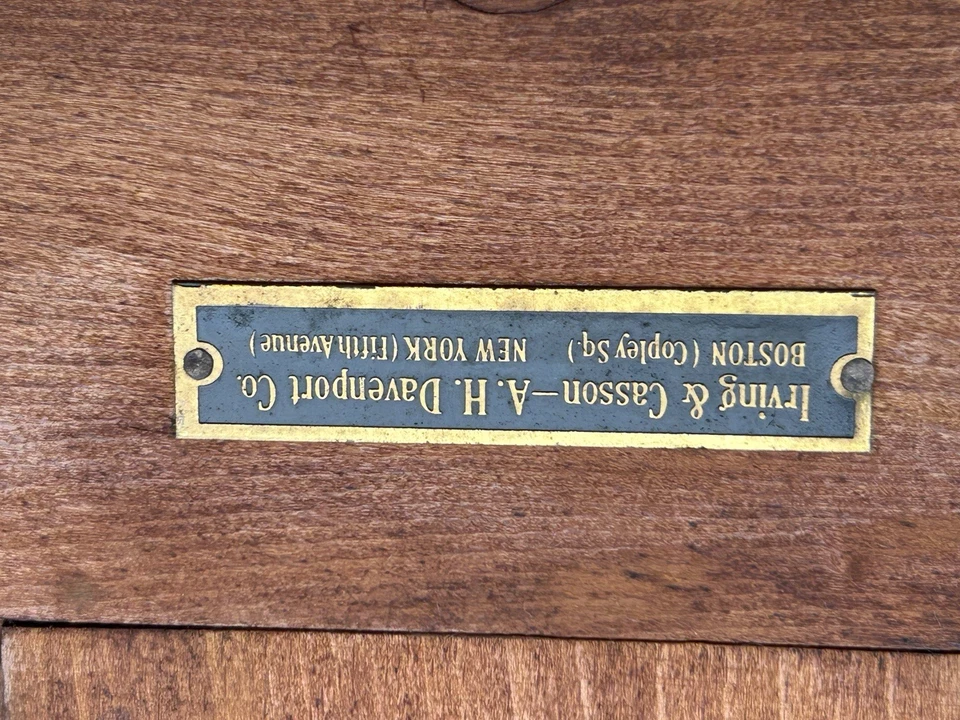 Irving & Casson—A. H. Davenport Co.
BOSTON (Copley Sq.) NEW YORK (Fifth Avenue)